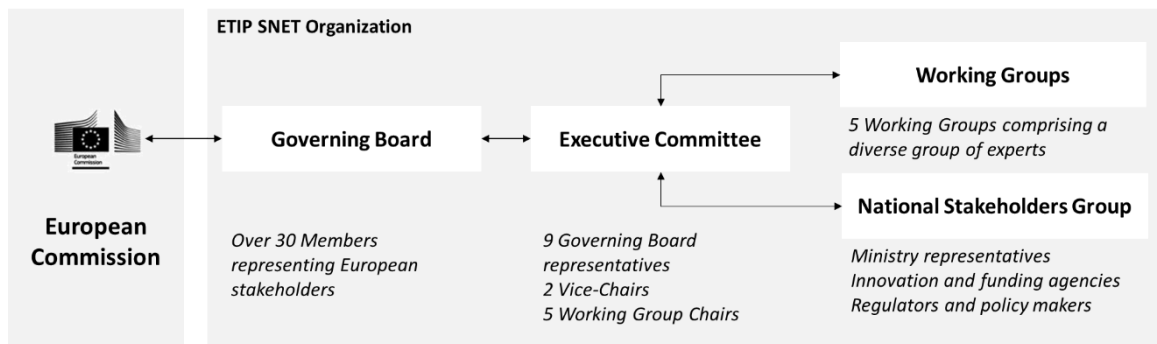 ETIP SNET Organization
European
Commission
European
Commission
Governing Board
Over 30 Members
representing European
stakeholders
Executive Committee
9 Governing Board
representatives
2 Vice-Chairs
5 Working Group Chairs
Working Groups
5 Working Groups comprising a
diverse group of experts
National Stakeholders Group
Ministry representatives
Innovation and funding agencies
Regulators and policy makers